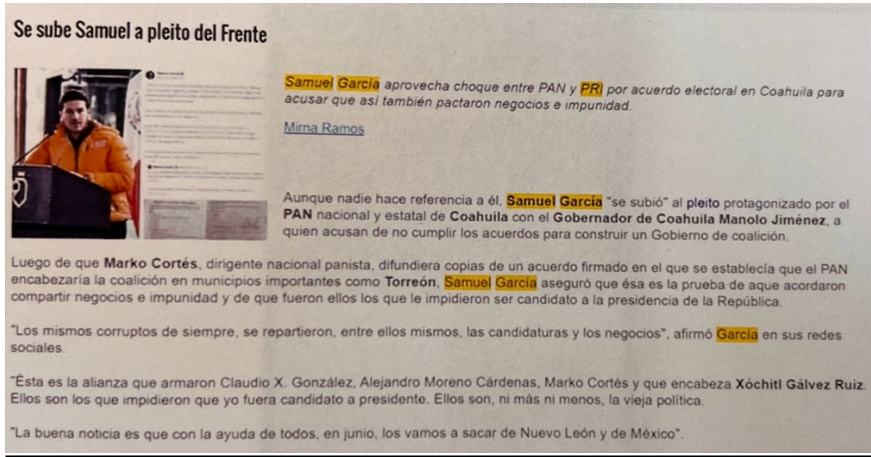 Se sube Samuel a pleito del Frente
Samuel García aprovecha choque entre PAN y PRI por acuerdo electoral en Coahuila para
acusar que así también pactaron negocios e impunidad.
Mirna Ramos
Aunque nadie hace referencia a él, Samuel García "se subió" al pleito protagonizado por el
PAN nacional y estatal de Coahuila con el Gobernador de Coahuila Manolo Jiménez, a
quien acusan de no cumplir los acuerdos para construir un Gobierno de coalición.
Luego de que Marko Cortés, dirigente nacional panista, difundiera copias de un acuerdo firmado en el que se establecía que el PAN
encabezaría la coalición en municipios importantes como Torreón, Samuel García aseguró que ésa es la prueba de aque acordaron
compartir negocios e impunidad y de que fueron ellos los que le impidieron ser candidato a la presidencia de la República.
"Los mismos corruptos de siempre, se repartieron, entre ellos mismos, las candidaturas y los negocios", afirmó García en sus redes
sociales.
"Ésta es la alianza que armaron Claudio X. González, Alejandro Moreno Cárdenas, Marko Cortés y que encabeza Xóchitl Gálvez Ruiz.
Ellos son los que impidieron que yo fuera candidato a presidente. Ellos son, ni más ni menos, la vieja política.
"La buena noticia es que con la ayuda de todos, en junio, los vamos a sacar de Nuevo León y de México".